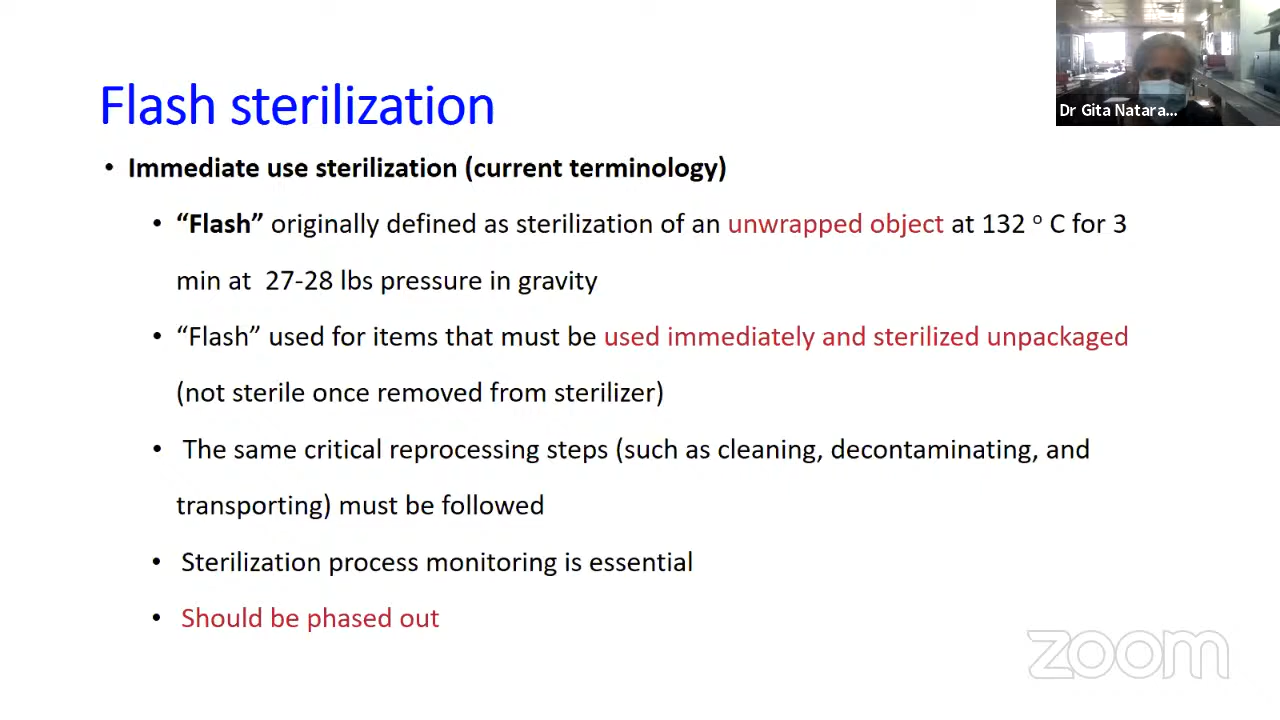 Flash sterilization
Dr Gita Natara...
• Immediate use sterilization (current terminology)
• “Flash” originally defined as sterilization of an unwrapped object at 132 o C for 3
min at 27-28 lbs pressure in gravity
• “Flash” used for items that must be used immediately and sterilized unpackaged
(not sterile once removed from sterilizer)
• The same critical reprocessing steps (such as cleaning, decontaminating, and
transporting) must be followed
• Sterilization process monitoring is essential
• Should be phased out
zoom